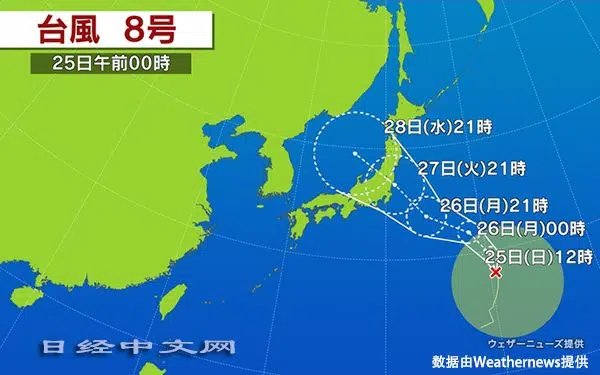 台風 8号
25日午前00時
28日(水)21時
27日(火)21時
26日(月)21時
26日(月)00時
25日(日)12時
ウェザーニューズ提供
日经中文网
数据由Weathernews提供